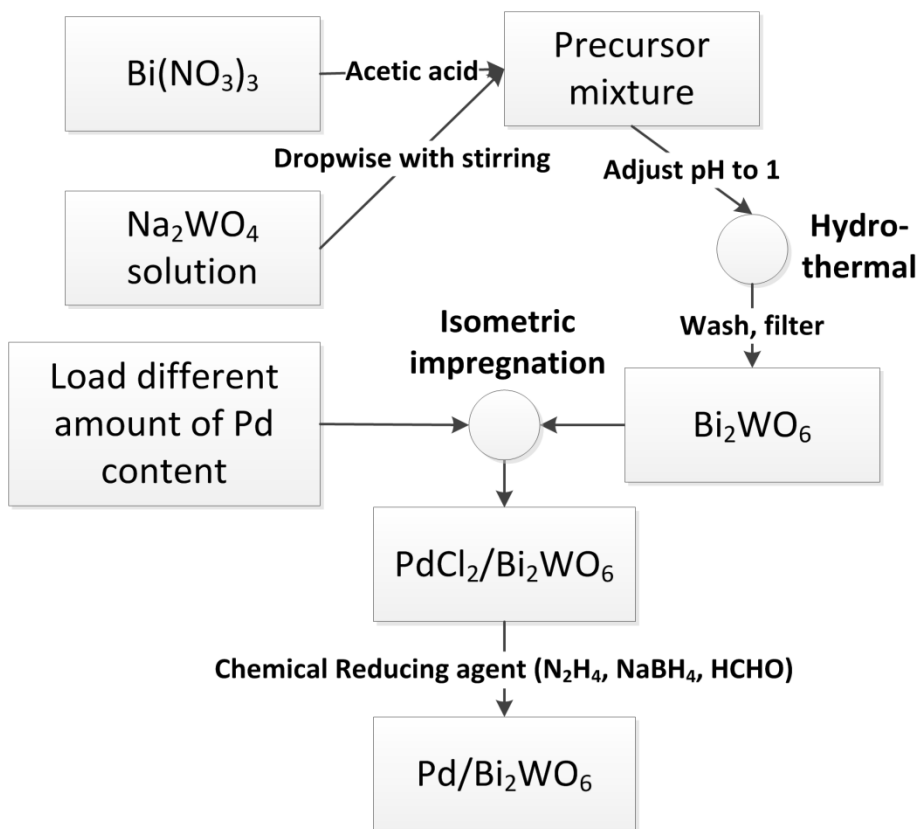 Bi(NO₃)₃
Acetic acid
Precursor
mixture
Dropwise with stirring
Adjust pH to 1
Na₂WO₄
solution
Hydro-
thermal
Wash, filter
Isometric
impregnation
Load different
amount of Pd
content
Bi₂WO₆
PdCl₂/Bi₂WO₆
Chemical Reducing agent (N₂H₄, NaBH₄, HCHO)
Pd/Bi₂WO₆